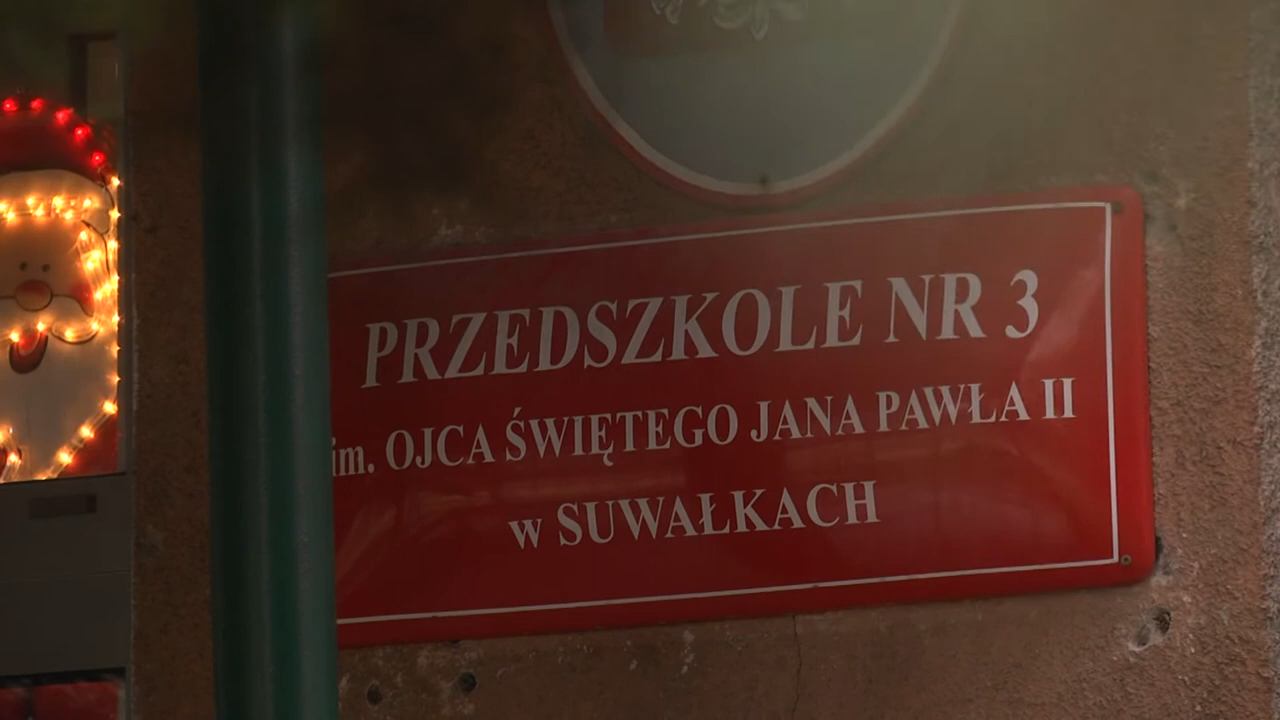 PRZEDSZKOLE NR 3
im. OJCA ŚWIĘTEGO JANA PAWŁA II
w SUWAŁKACH